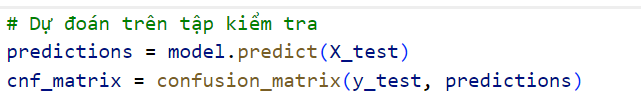 # Dự đoán trên tập kiểm tra
predictions = model.predict(X_test)
cnf_matrix = confusion_matrix(y_test, predictions)